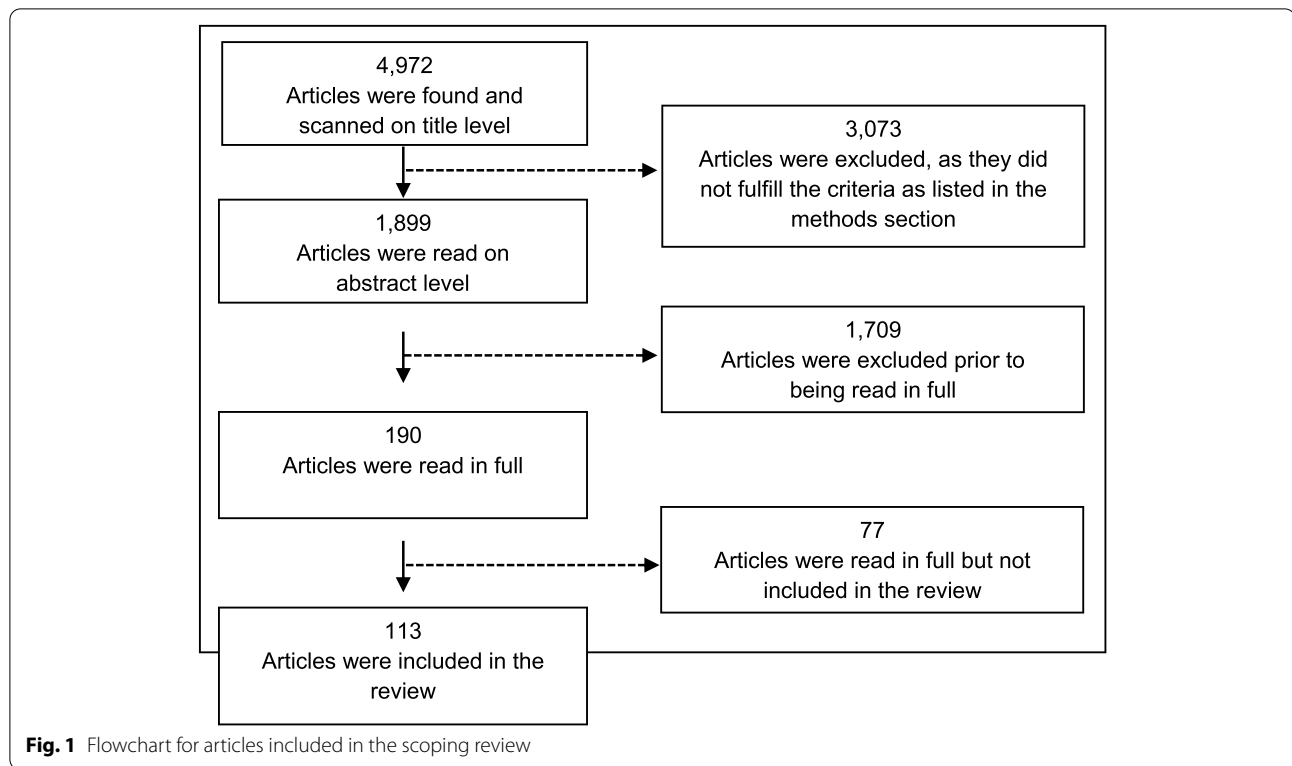 4,972
Articles were found and
scanned on title level
3,073
Articles were excluded, as they did
not fulfill the criteria as listed in the
methods section
1,899
Articles were read on
abstract level
1,709
Articles were excluded prior to
being read in full
190
Articles were read in full
77
Articles were read in full but not
included in the review
113
Articles were included in the
review
Fig. 1 Flowchart for articles included in the scoping review